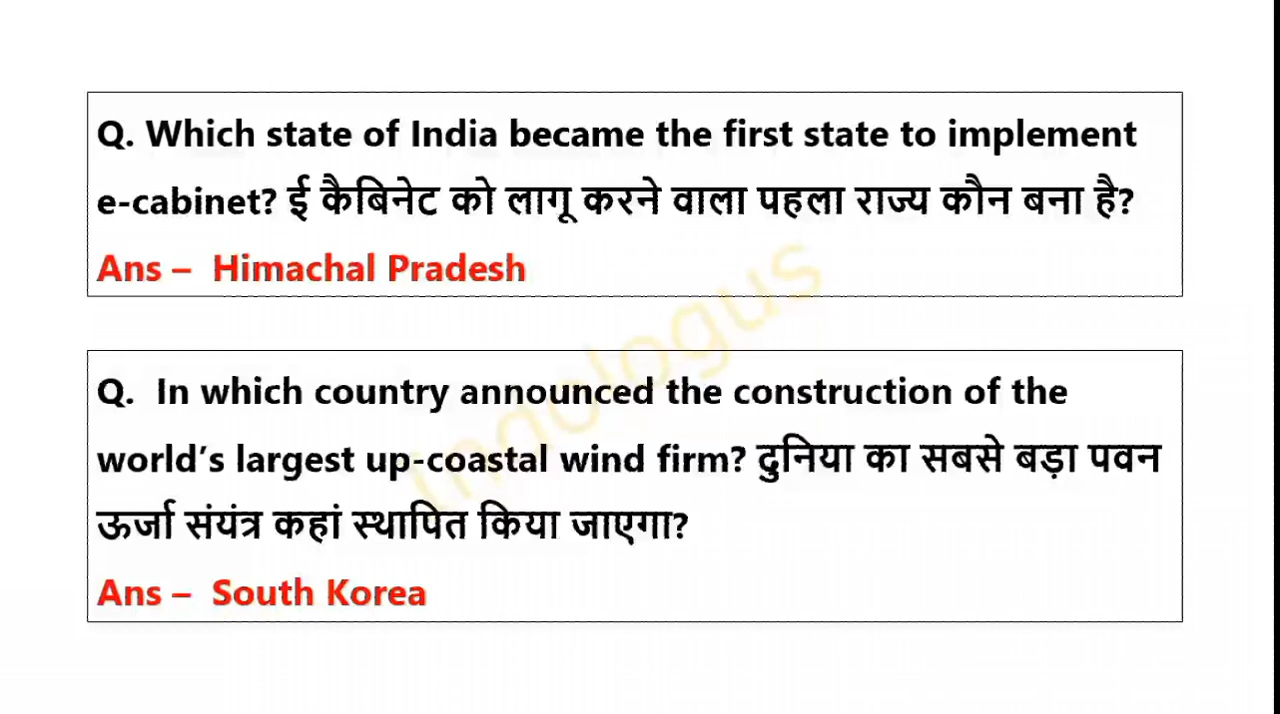 Q. Which state of India became the first state to implement
e-cabinet? ई कैबिनेट को लागू करने वाला पहला राज्य कौन बना है?
Ans – Himachal Pradesh
Q. In which country announced the construction of the
world’s largest up-coastal wind firm? दुनिया का सबसे बड़ा पवन
ऊर्जा संयंत्र कहां स्थापित किया जाएगा?
Ans – South Korea